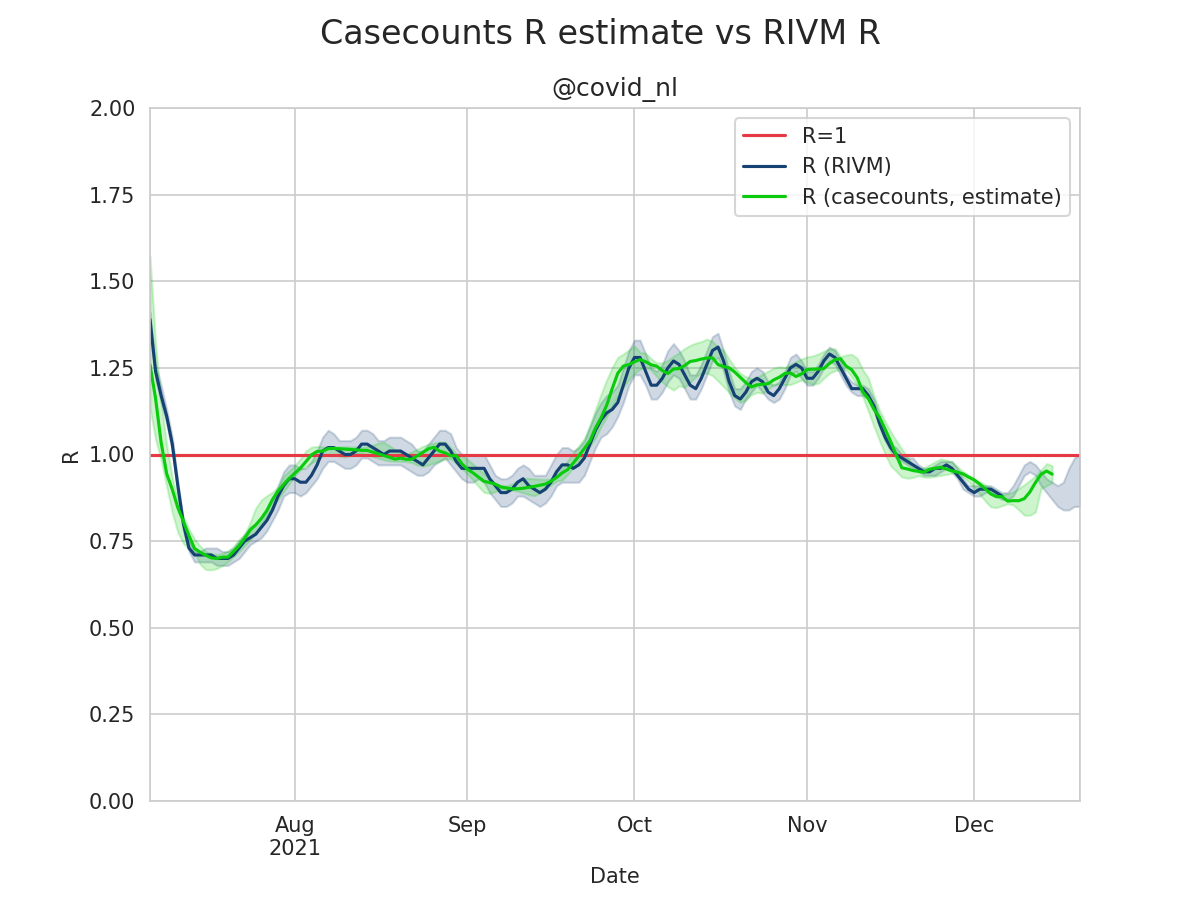 Casecounts R estimate vs RIVM R
@covid_nl
2.00
1.75
1.50
1.25
1.00
0.75
0.50
0.25
0.00
R
R=1
R (RIVM)
R (casecounts, estimate)
Aug Sep Oct Nov Dec
2021
Date